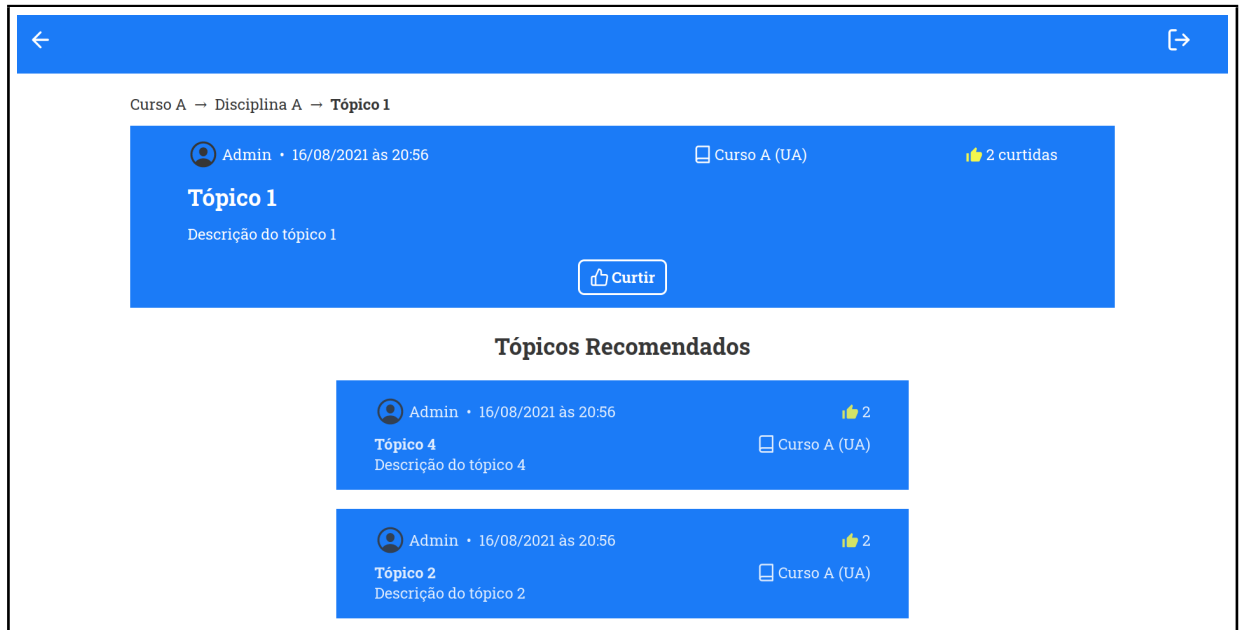 Curso A → Disciplina A → Tópico 1
Admin • 16/08/2021 às 20:56 Curso A (UA) 2 curtidas
Tópico 1
Descrição do tópico 1
Curtir
Tópicos Recomendados
Admin • 16/08/2021 às 20:56 2
Tópico 4 Curso A (UA)
Descrição do tópico 4
Admin • 16/08/2021 às 20:56 2
Tópico 2 Curso A (UA)
Descrição do tópico 2